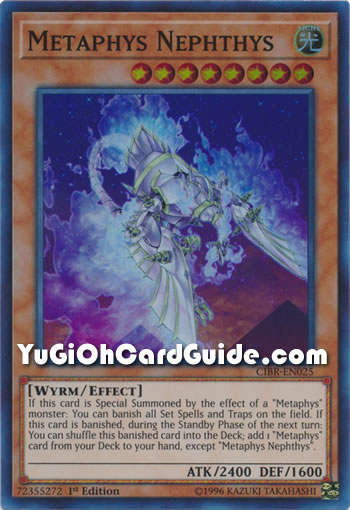 METAPHYS NEPHTHYS
光
YuGiOhCardGuide.com
CIBR-EN025
[WYRM/EFFECT]
If this card is Special Summoned by the effect of a "Metaphys"
monster: You can banish all Set Spells and Traps on the field. If
this card is banished, during the Standby Phase of the next turn:
You can shuffle this banished card into the Deck; add 1 "Metaphys"
card from your Deck to your hand, except "Metaphys Nephthys".
ATK/2400 DEF/1600
72355272 1st Edition ©1996 KAZUKI TAKAHASHI